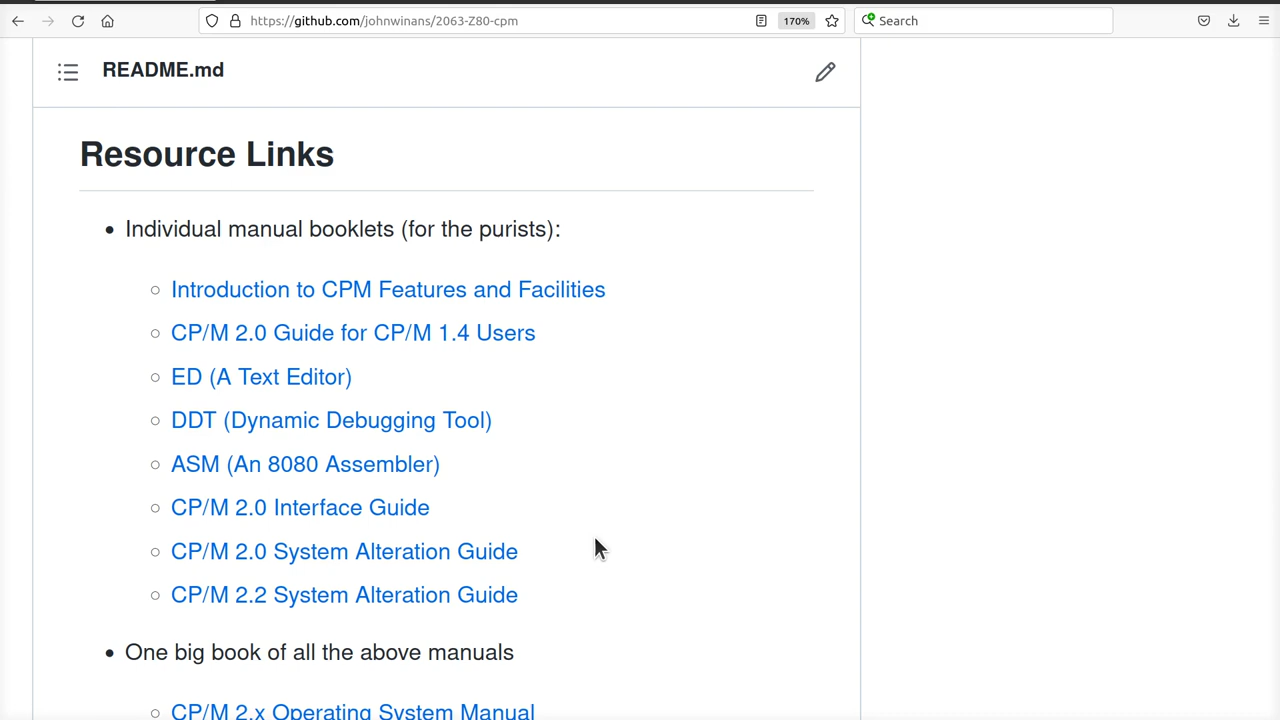 https://github.com/johnwinans/2063-Z80-cpm
170%
Search
README.md
Resource Links
Individual manual booklets (for the purists):
Introduction to CPM Features and Facilities
CP/M 2.0 Guide for CP/M 1.4 Users
ED (A Text Editor)
DDT (Dynamic Debugging Tool)
ASM (An 8080 Assembler)
CP/M 2.0 Interface Guide
CP/M 2.0 System Alteration Guide
CP/M 2.2 System Alteration Guide
One big book of all the above manuals
CP/M 2.x Operating System Manual